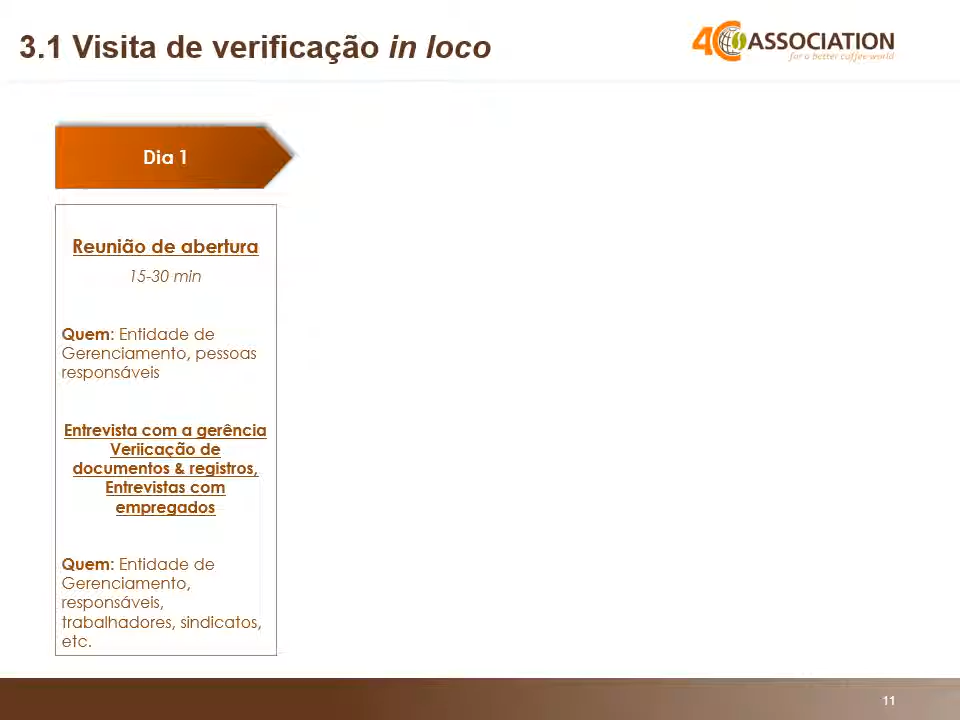 3.1 Visita de verificação in loco
4C ASSOCIATION
for a better coffee world
Dia 1
Reunião de abertura
15-30 min
Quem: Entidade de
Gerenciamento, pessoas
responsáveis
Entrevista com a gerência
Veriicação de
documentos & registros,
Entrevistas com
empregados
Quem: Entidade de
Gerenciamento,
responsáveis,
trabalhadores, sindicatos,
etc.
11